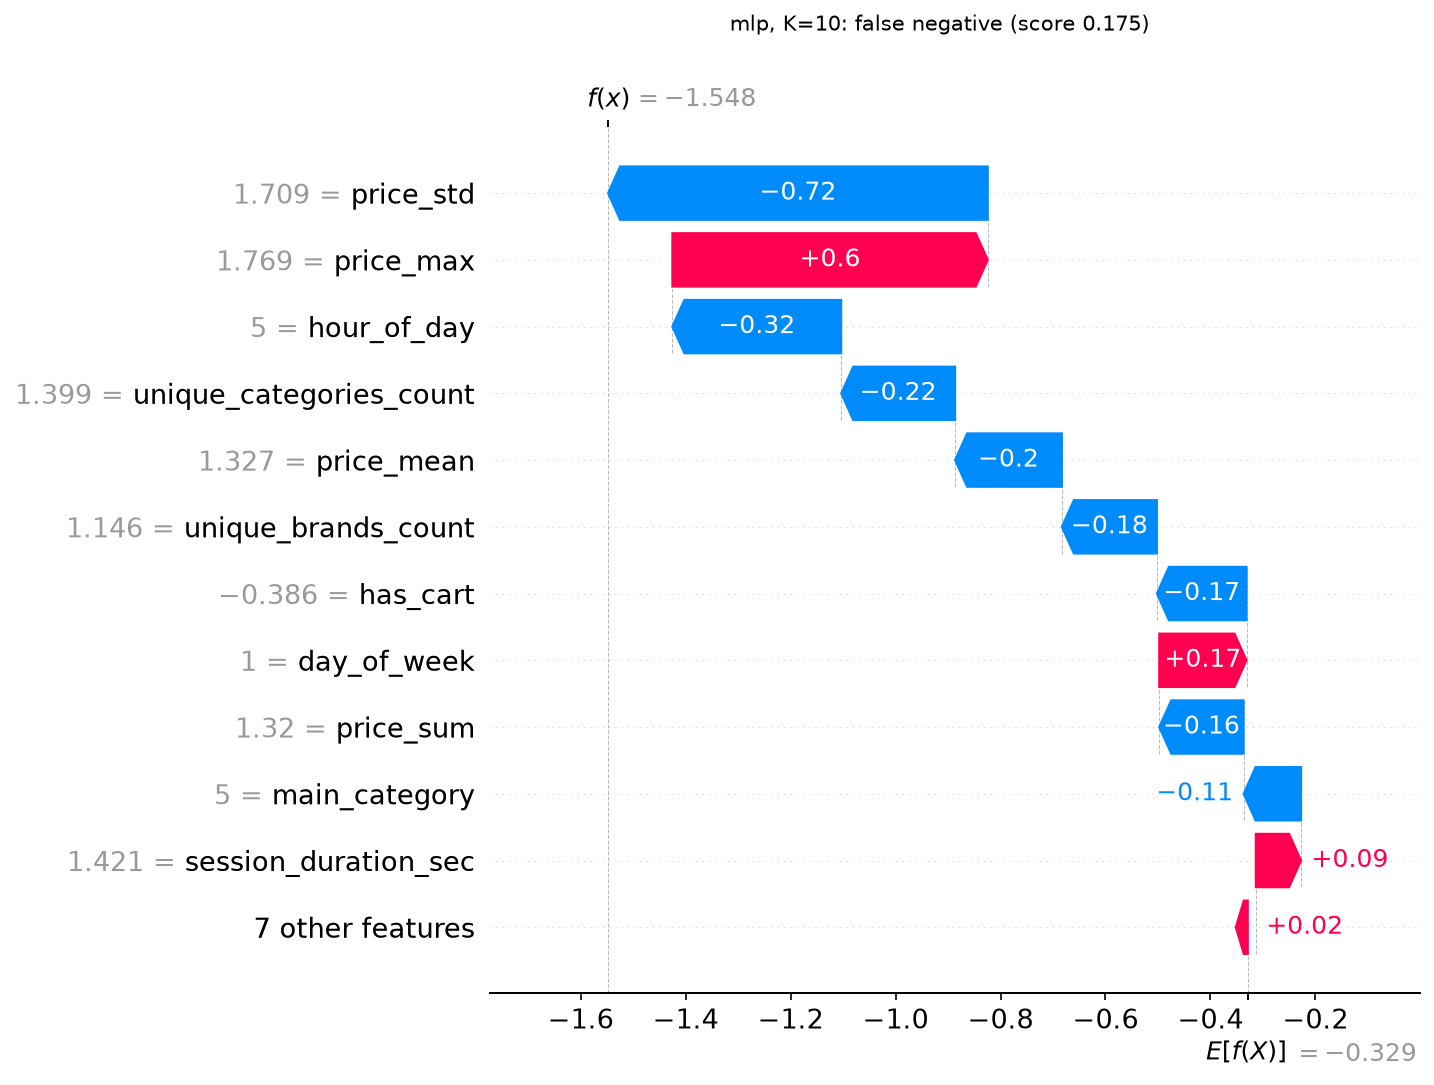 mlp, K=10: false negative (score 0.175)
f(x) = −1.548
1.709 = price_std −0.72
1.769 = price_max +0.6
5 = hour_of_day −0.32
1.399 = unique_categories_count −0.22
1.327 = price_mean −0.2
1.146 = unique_brands_count −0.18
−0.386 = has_cart −0.17
1 = day_of_week +0.17
1.32 = price_sum −0.16
5 = main_category −0.11
1.421 = session_duration_sec +0.09
7 other features +0.02
−1.6 −1.4 −1.2 −1.0 −0.8 −0.6 −0.4 −0.2
E[f(X)] = −0.329